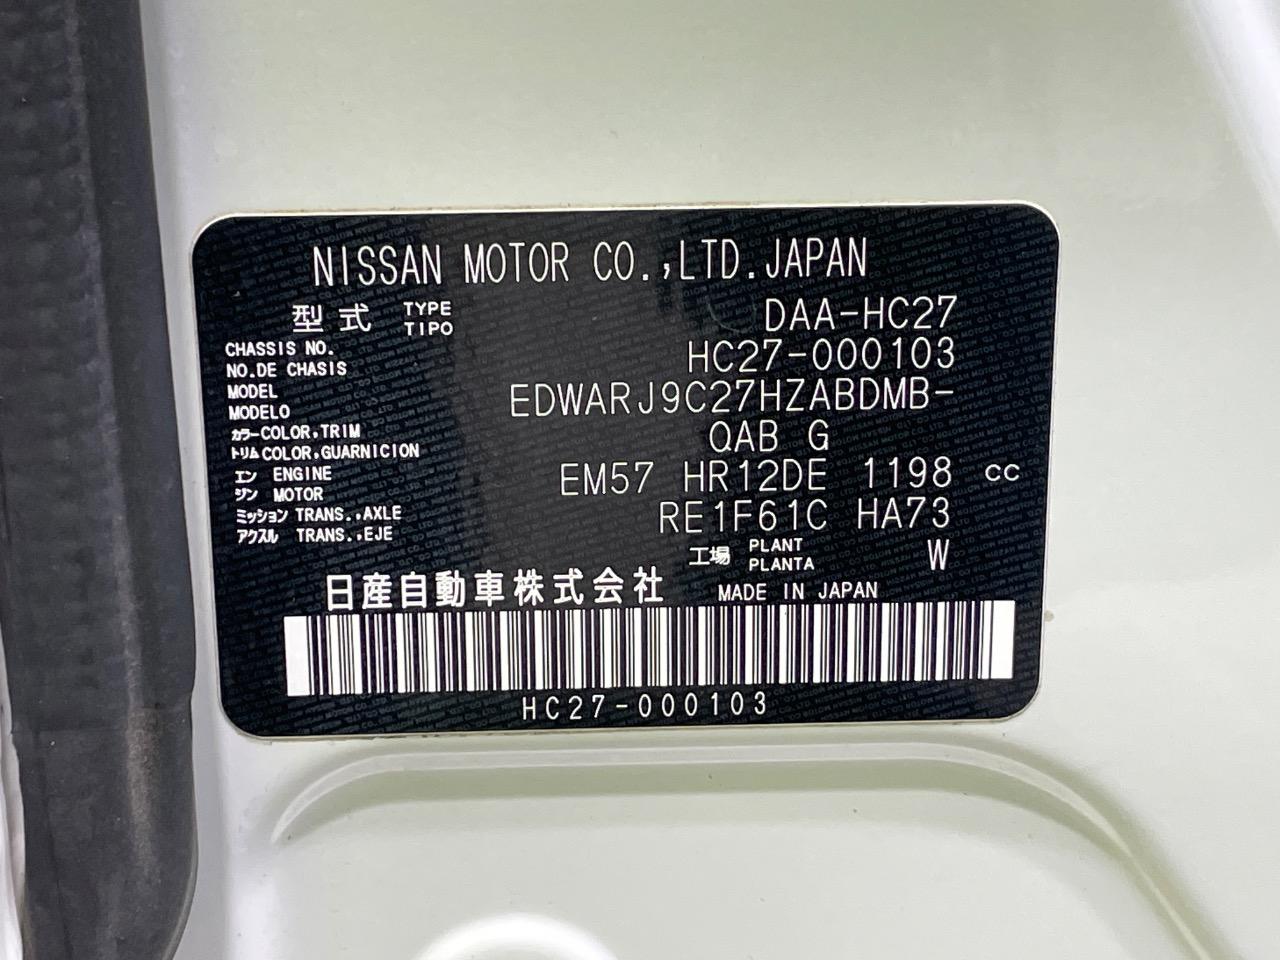 NISSAN MOTOR CO.,LTD.JAPAN
型式 TYPE TIPO DAA-HC27
CHASSIS NO. NO.DE CHASIS HC27-000103
MODEL MODELO EDWARJ9C27HZABDMB-
カラー COLOR,TRIM トリム COLOR,GUARNICION QAB G
エンジン ENGINE MOTOR EM57 HR12DE 1198 cc
ミッション TRANS.,AXLE アクスル TRANS.,EJE RE1F61C HA73
工場 PLANT PLANTA W
日産自動車株式会社 MADE IN JAPAN
HC27-000103